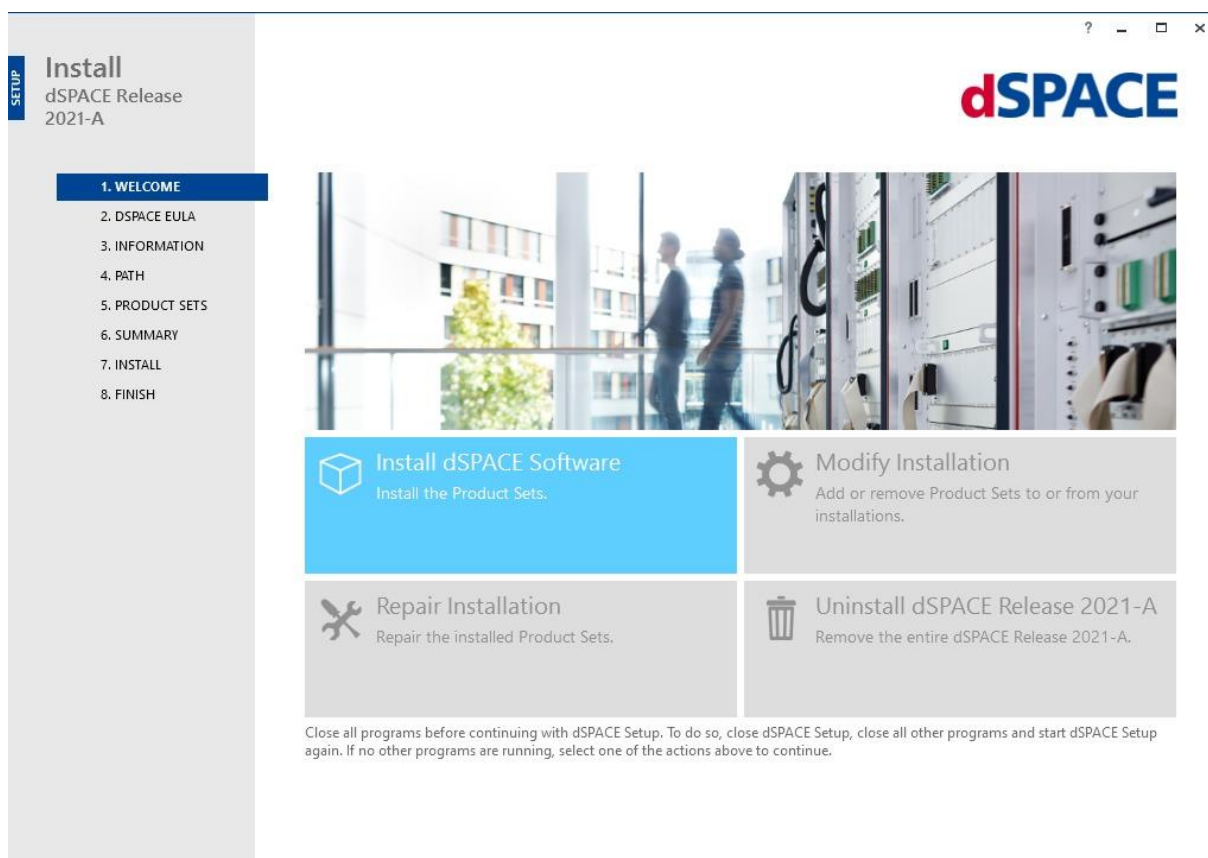 ?
SETUP
Install
dSPACE Release
2021-A
dSPACE
1. WELCOME
2. DSPACE EULA
3. INFORMATION
4. PATH
5. PRODUCT SETS
6. SUMMARY
7. INSTALL
8. FINISH
Install dSPACE Software
Install the Product Sets.
Modify Installation
Add or remove Product Sets to or from your
installations.
Repair Installation
Repair the installed Product Sets.
Uninstall dSPACE Release 2021-A
Remove the entire dSPACE Release 2021-A.
Close all programs before continuing with dSPACE Setup. To do so, close dSPACE Setup, close all other programs and start dSPACE Setup
again. If no other programs are running, select one of the actions above to continue.